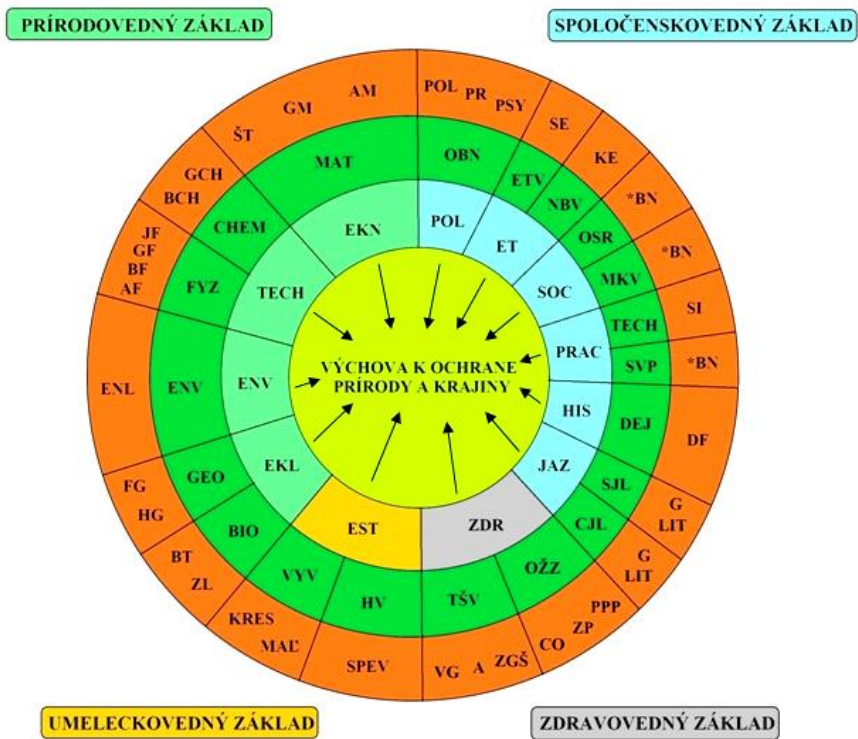 PRÍRODOVEDNÝ ZÁKLAD
SPOLOČENSKOVEDNÝ ZÁKLAD
ŠT
GM
AM
POL
PR
PSY
SE
KE
*BN
*BN
SI
*BN
DF
G
LIT
G
LIT
PPP
ZP
CO
ZGŠ
A
VG
SPEV
MAĽ
KRES
ZL
BT
HG
FG
ENL
AF
BF
GF
JF
BCH
GCH
MAT
OBN
ETV
NBV
OSR
MKV
TECH
SVP
DEJ
SJL
CJL
OŽZ
TŠV
HV
VYV
BIO
GEO
ENV
FYZ
CHEM
EKN
POL
ET
SOC
PRAC
HIS
JAZ
ZDR
EST
EKL
ENV
TECH
VÝCHOVA K OCHRANE
PRÍRODY A KRAJINY
UMELECKOVEDNÝ ZÁKLAD
ZDRAVOVEDNÝ ZÁKLAD